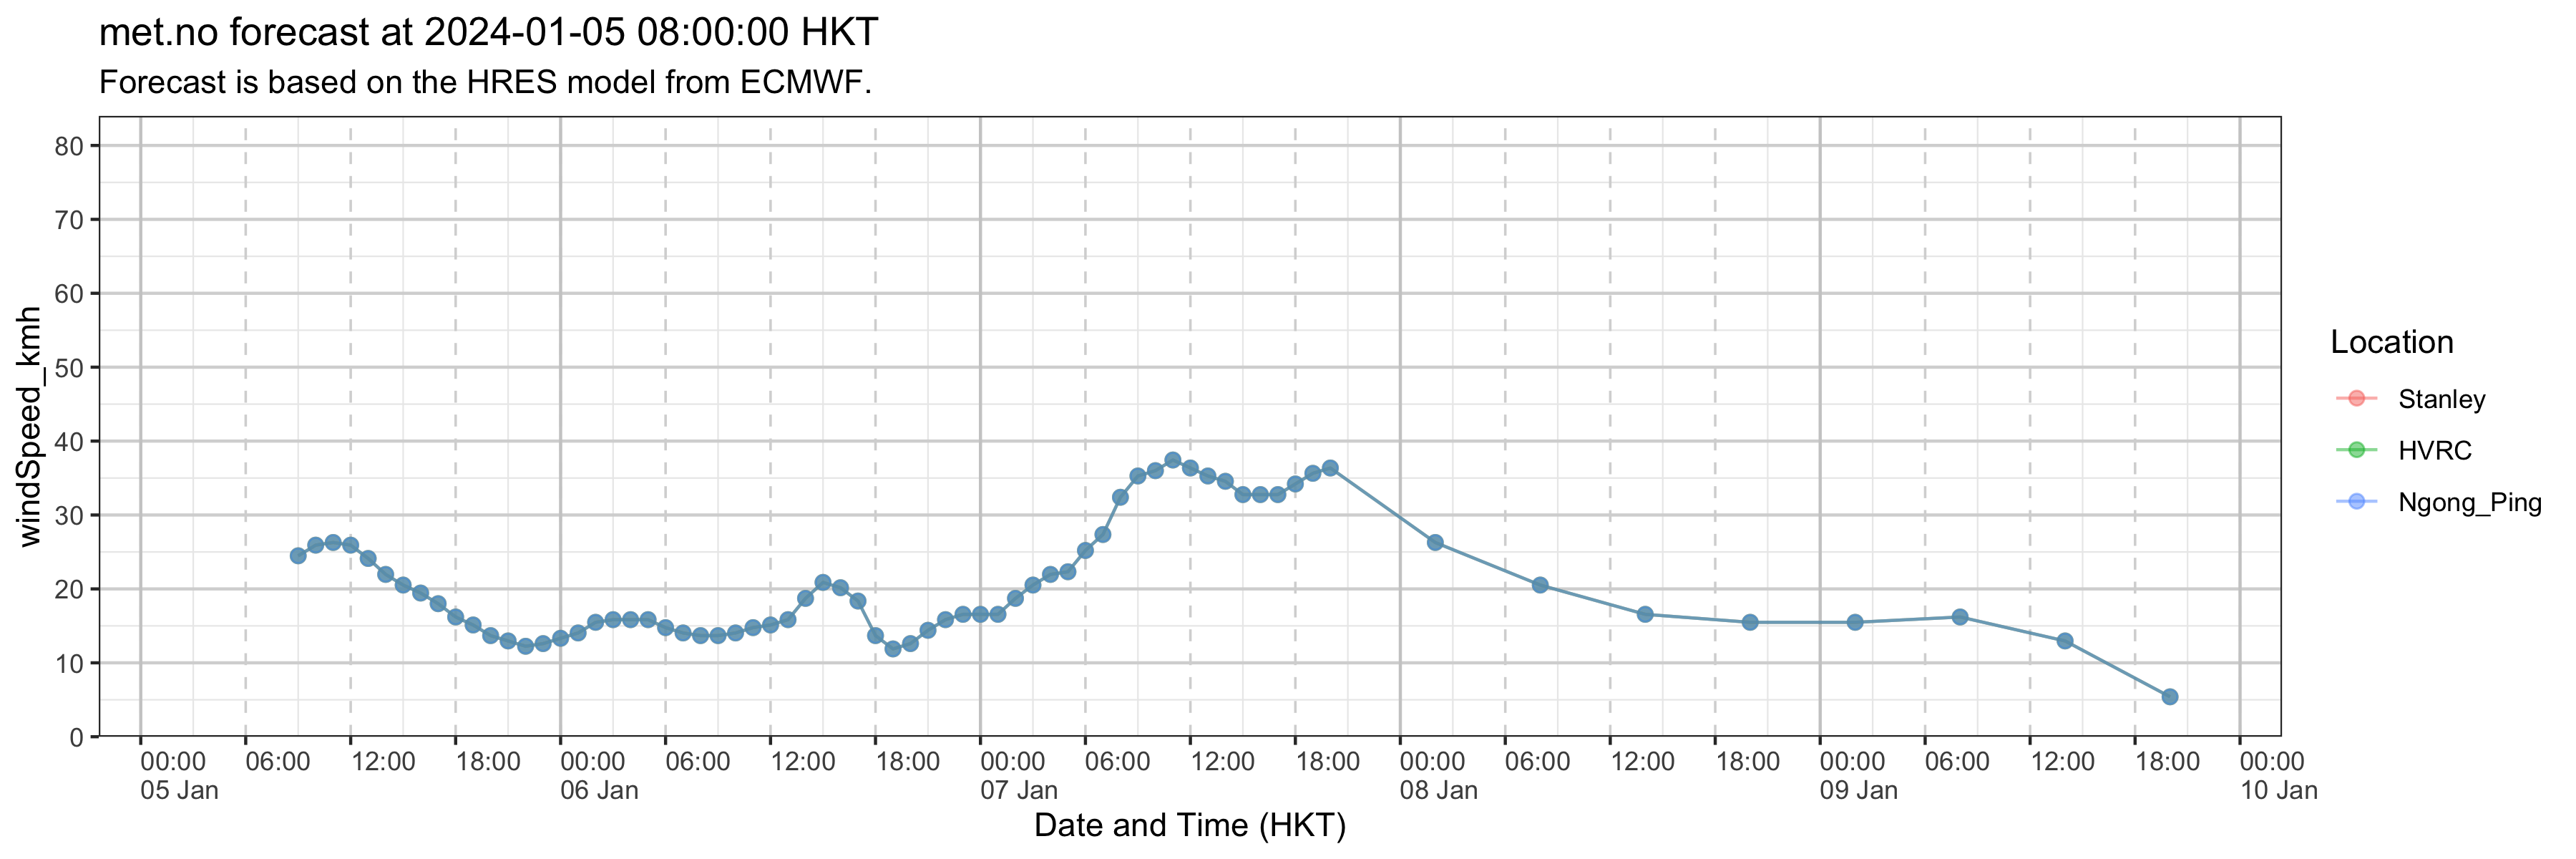 met.no forecast at 2024-01-05 08:00:00 HKT
Forecast is based on the HRES model from ECMWF.
80
70
60
50
40
30
20
10
0
windSpeed_kmh
00:00 06:00 12:00 18:00 00:00 06:00 12:00 18:00 00:00 06:00 12:00 18:00 00:00 06:00 12:00 18:00 00:00 06:00 12:00 18:00 00:00
05 Jan 06 Jan 07 Jan 08 Jan 09 Jan 10 Jan
Date and Time (HKT)
Location
Stanley
HVRC
Ngong_Ping